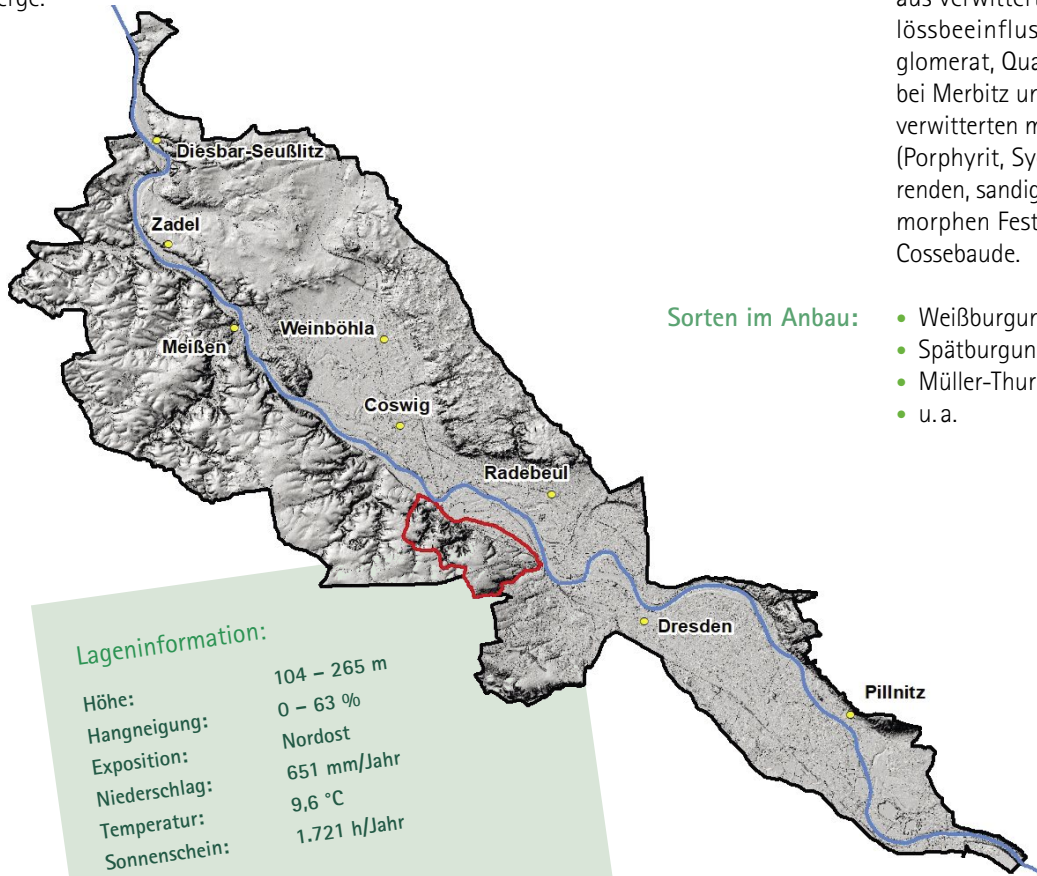 erge.
aus verwittert
lössbeeinflus
glomerat, Qua
bei Merbitz un
verwitterten m
(Porphyrit, Sy
renden, sandig
morphen Fest
Cossebaude.
Sorten im Anbau:
• Weißburgun
• Spätburgun
• Müller-Thur
• u. a.
Diesbar-Seußlitz
Zadel
Meißen
Weinböhla
Coswig
Radebeul
Dresden
Pillnitz
Lageninformation:
Höhe: 104 – 265 m
Hangneigung: 0 – 63 %
Exposition: Nordost
Niederschlag: 651 mm/Jahr
Temperatur: 9,6 °C
Sonnenschein: 1.721 h/Jahr